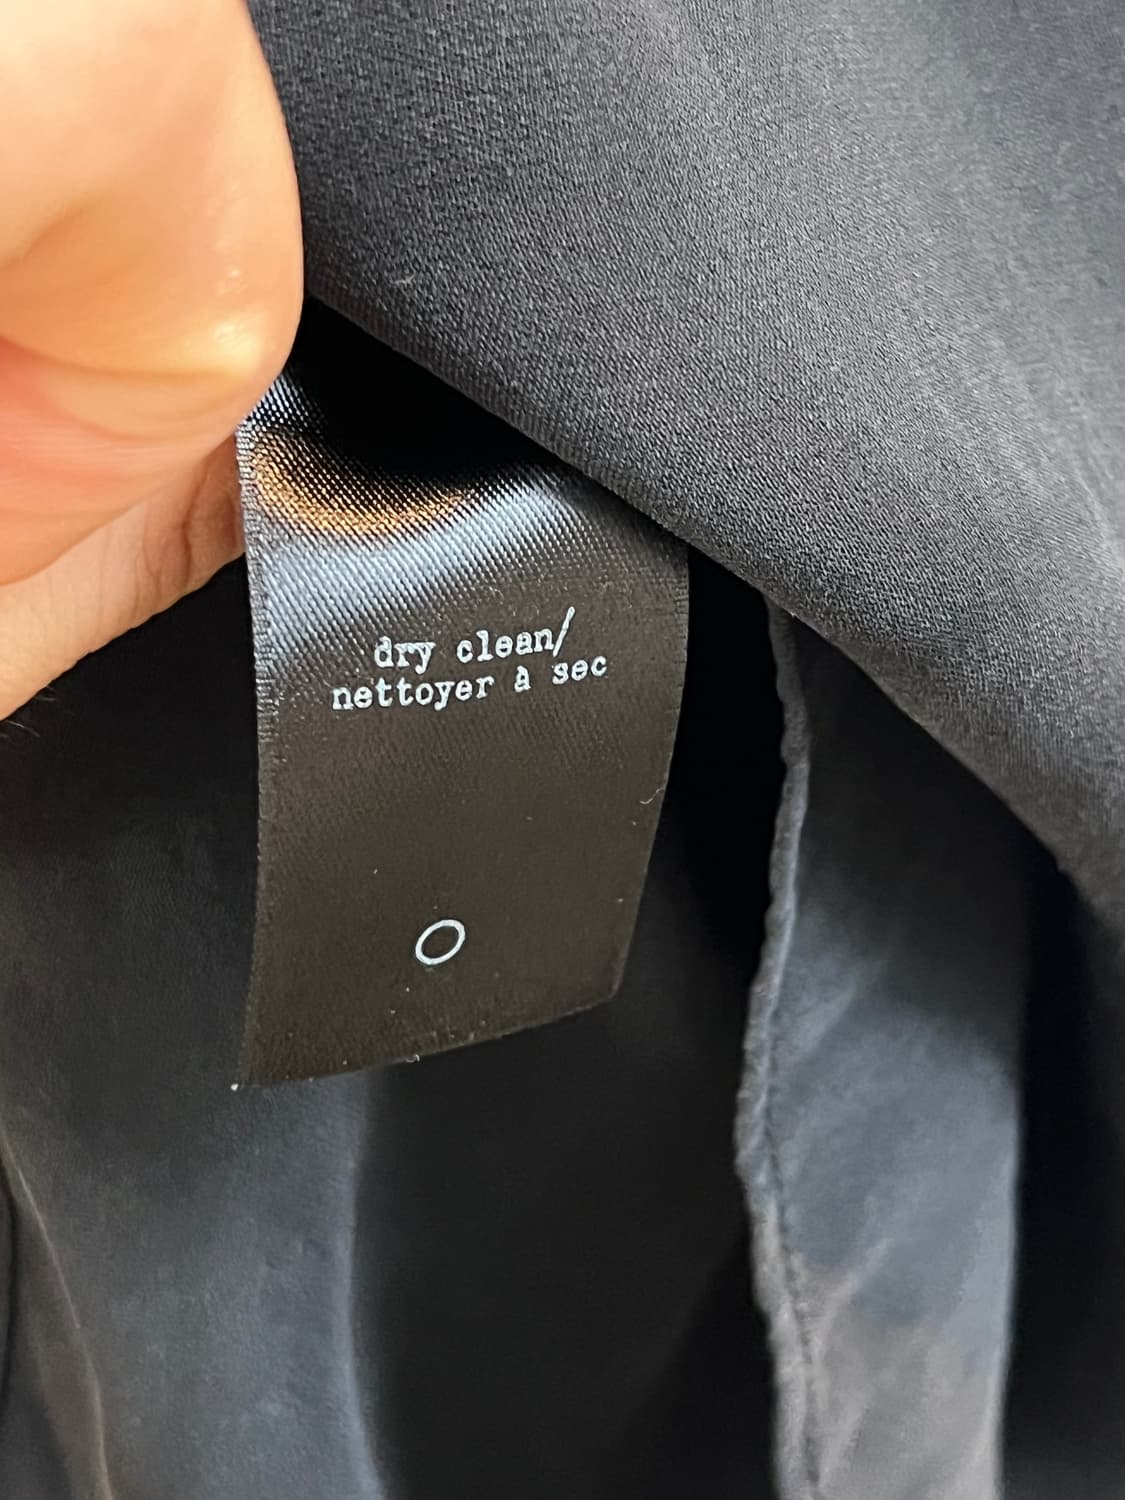 dry clean/
nettoyer à sec